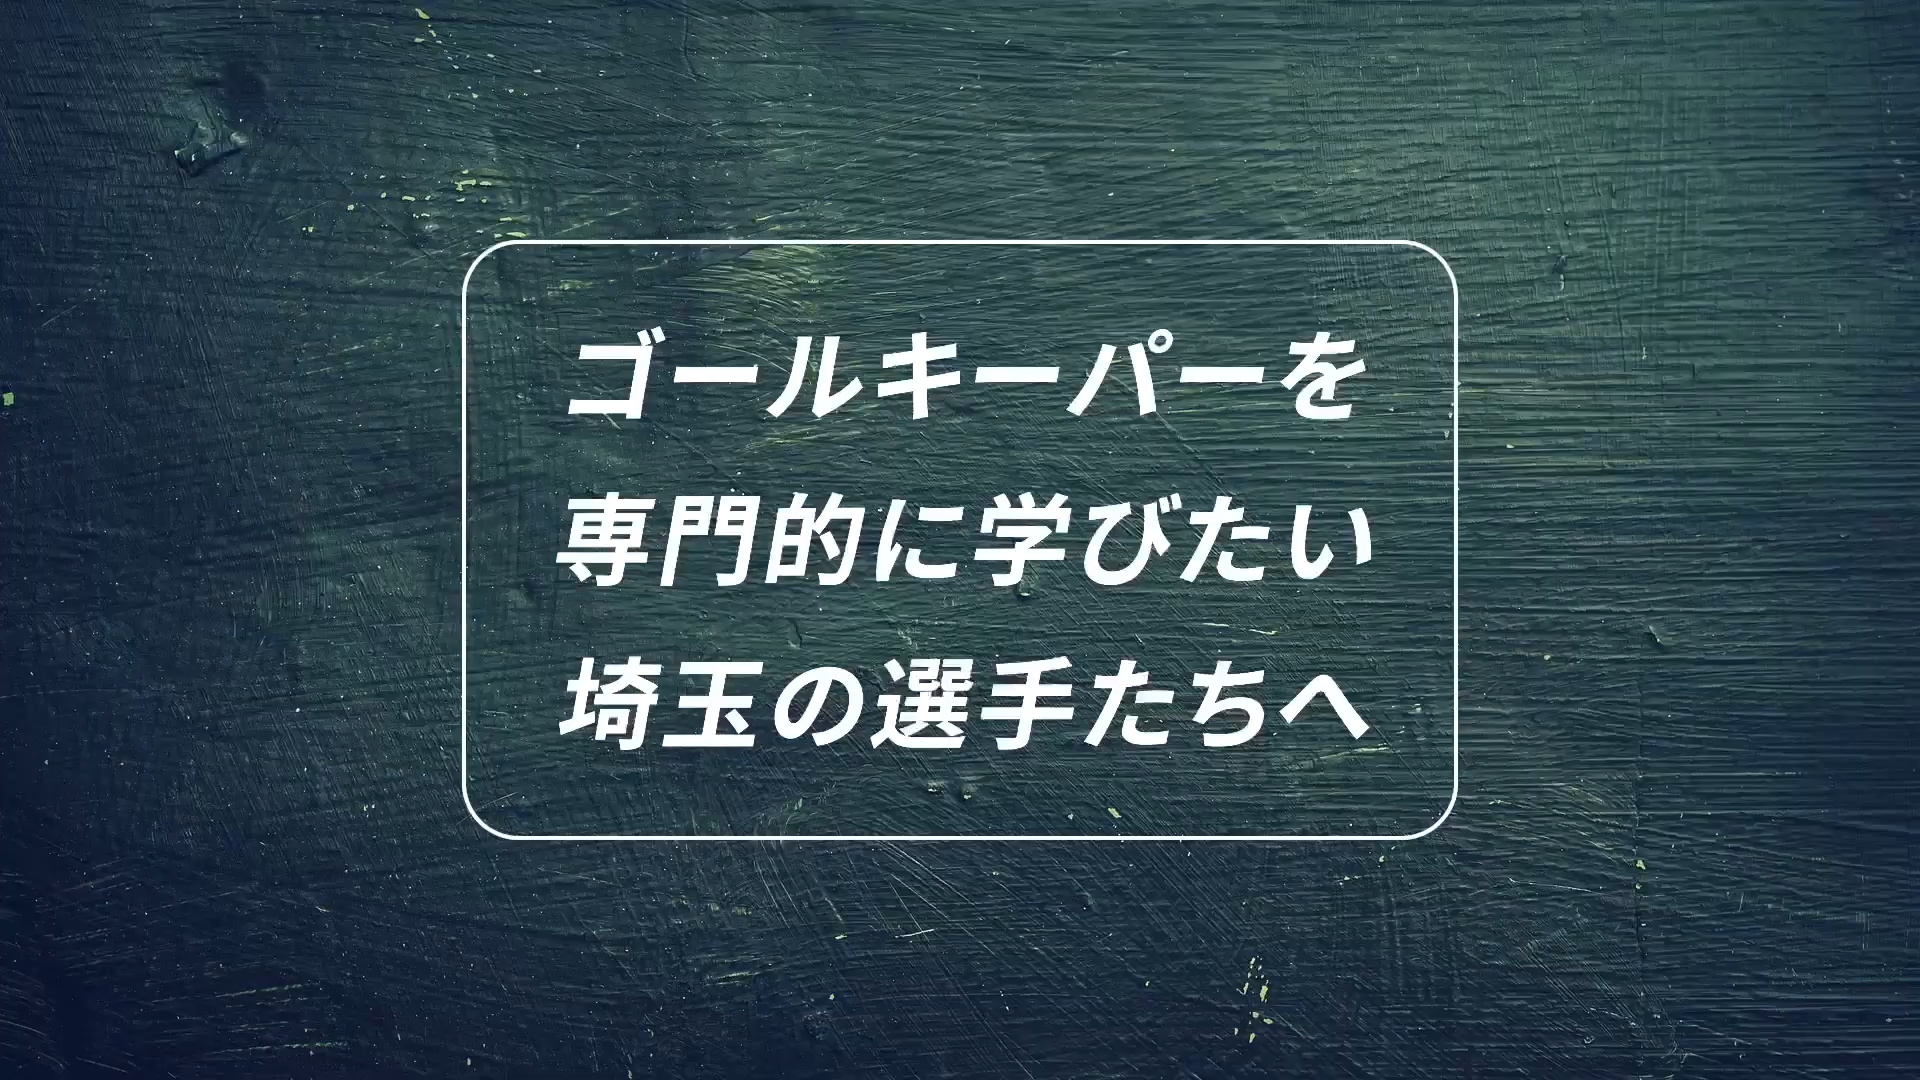 ゴールキーパーを
専門的に学びたい
埼玉の選手たちへ